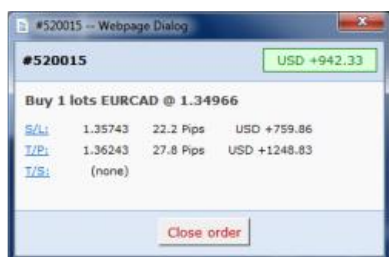 #520015 -- Webpage Dialog
#520015 USD +942.33
Buy 1 lots EURCAD @ 1.34966
S/L: 1.35743 22.2 Pips USD +759.86
T/P: 1.36243 27.8 Pips USD +1248.83
T/S: (none)
Close order